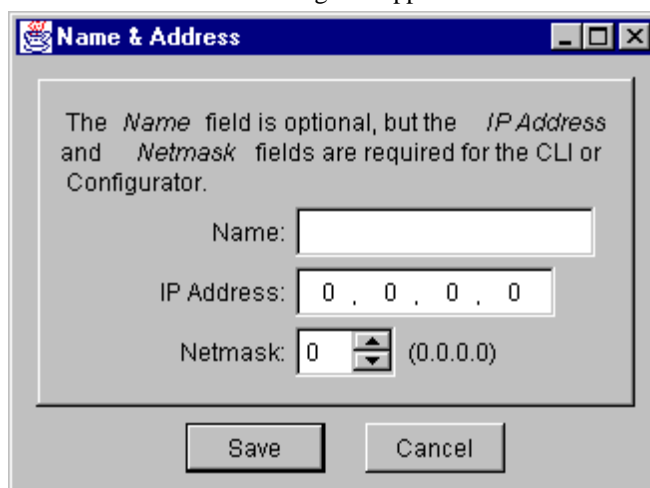 Name & Address
The Name field is optional, but the IP Address
and Netmask fields are required for the CLI or
Configurator.
Name:
IP Address: 0 . 0 . 0 . 0
Netmask: 0 (0.0.0.0)
Save Cancel